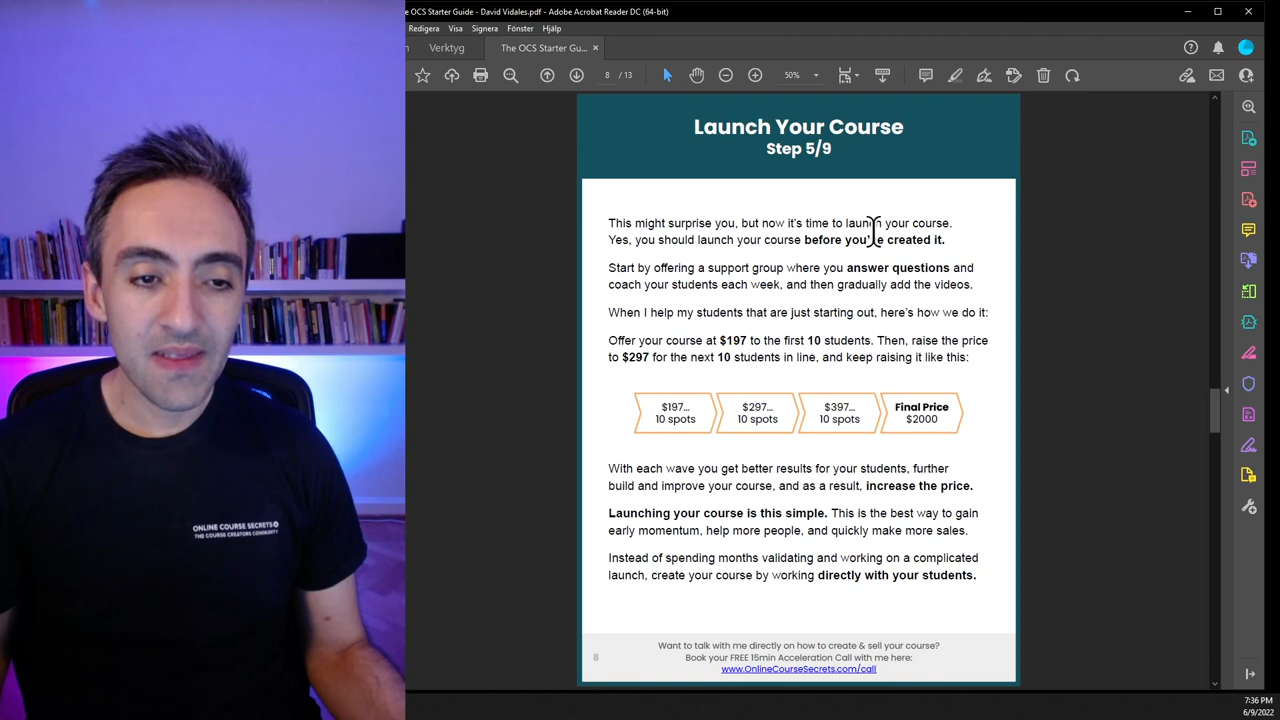 e OCS Starter Guide - David Vidales.pdf - Adobe Acrobat Reader DC (64-bit)
Redigera Visa Signera Fönster Hjälp
Verktyg The OCS Starter Gu... ×
8 / 13 50%
Launch Your Course
Step 5/9
This might surprise you, but now it's time to launch your course.
Yes, you should launch your course before you've created it.
Start by offering a support group where you answer questions and
coach your students each week, and then gradually add the videos.
When I help my students that are just starting out, here's how we do it:
Offer your course at $197 to the first 10 students. Then, raise the price
to $297 for the next 10 students in line, and keep raising it like this:
$197... $297... $397... Final Price
10 spots 10 spots 10 spots $2000
With each wave you get better results for your students, further
build and improve your course, and as a result, increase the price.
Launching your course is this simple. This is the best way to gain
early momentum, help more people, and quickly make more sales.
Instead of spending months validating and working on a complicated
launch, create your course by working directly with your students.
Want to talk with me directly on how to create & sell your course?
8 Book your FREE 15min Acceleration Call with me here:
www.OnlineCourseSecrets.com/call
ONLINE COURSE SECRETS
THE COURSE CREATORS COMMUNITY
7:36 PM
6/9/2022